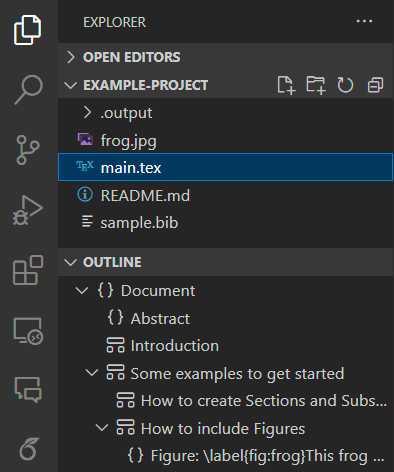 EXPLORER
OPEN EDITORS
EXAMPLE-PROJECT
.output
frog.jpg
TEX main.tex
README.md
sample.bib
OUTLINE
{} Document
{} Abstract
Introduction
Some examples to get started
How to create Sections and Subs...
How to include Figures
{} Figure: \label{fig:frog}This frog ...